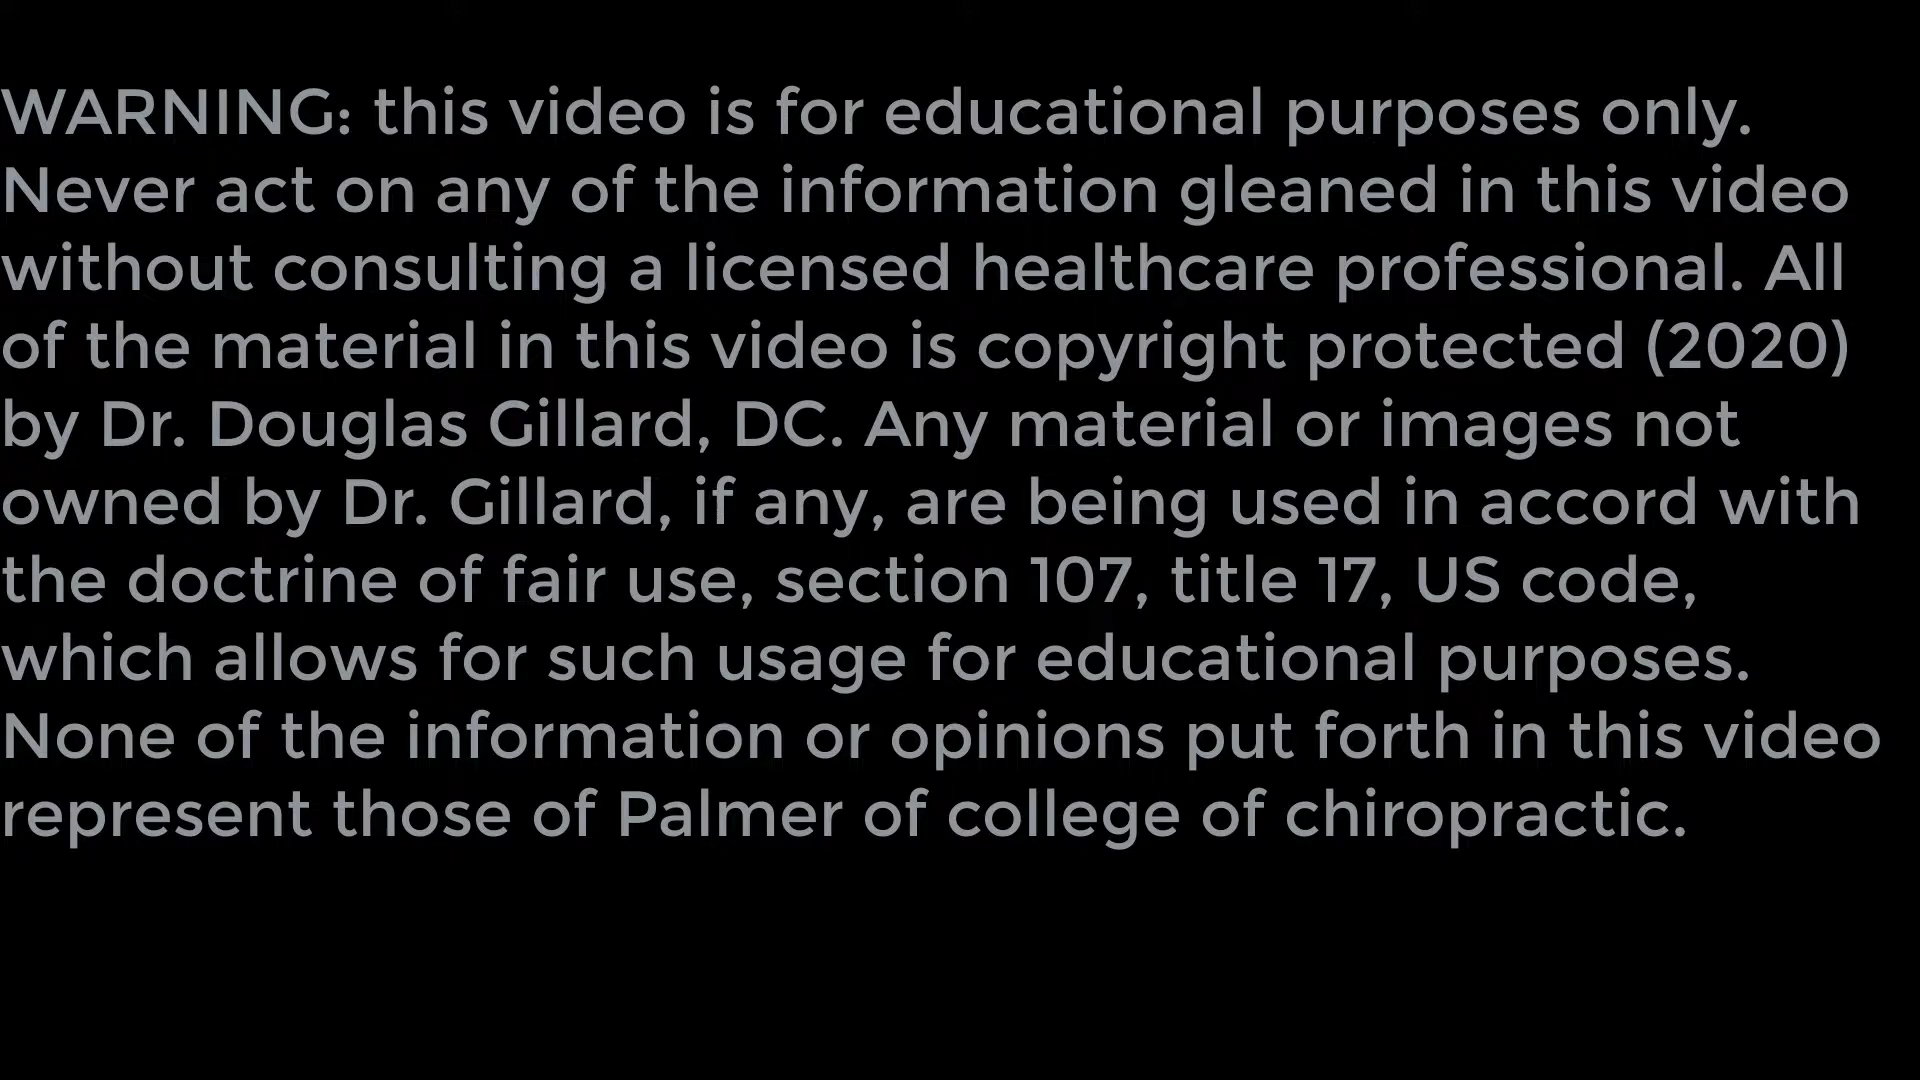 WARNING: this video is for educational purposes only.
Never act on any of the information gleaned in this video
without consulting a licensed healthcare professional. All
of the material in this video is copyright protected (2020)
by Dr. Douglas Gillard, DC. Any material or images not
owned by Dr. Gillard, if any, are being used in accord with
the doctrine of fair use, section 107, title 17, US code,
which allows for such usage for educational purposes.
None of the information or opinions put forth in this video
represent those of Palmer of college of chiropractic.